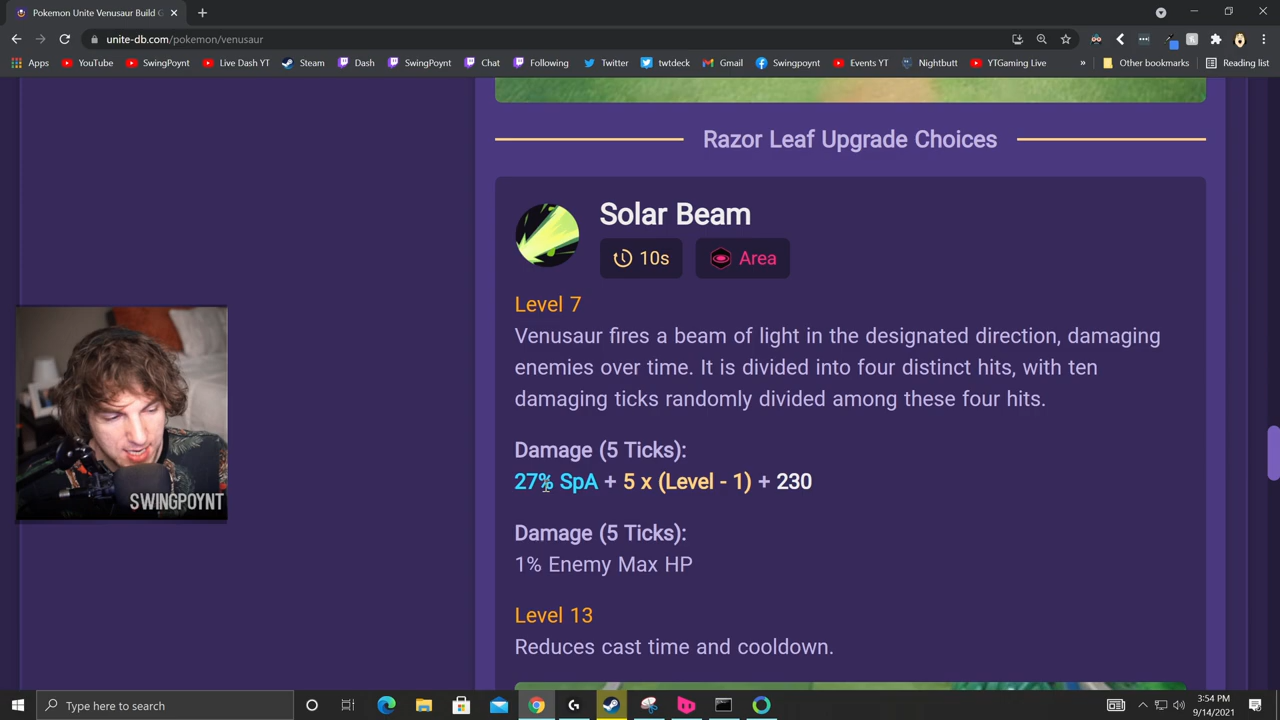 Pokemon Unite Venusaur Build G
unite-db.com/pokemon/venusaur
Apps YouTube SwingPoynt Live Dash YT Steam Dash SwingPoynt Chat Following Twitter twtdeck Gmail Swingpoynt Events YT Nightbutt YTGaming Live » Other bookmarks Reading list
Razor Leaf Upgrade Choices
Solar Beam
10s Area
Level 7
Venusaur fires a beam of light in the designated direction, damaging
enemies over time. It is divided into four distinct hits, with ten
damaging ticks randomly divided among these four hits.
Damage (5 Ticks):
27% SpA + 5 x (Level - 1) + 230
Damage (5 Ticks):
1% Enemy Max HP
Level 13
Reduces cast time and cooldown.
SWINGPOYNT
Type here to search
3:54 PM
9/14/2021